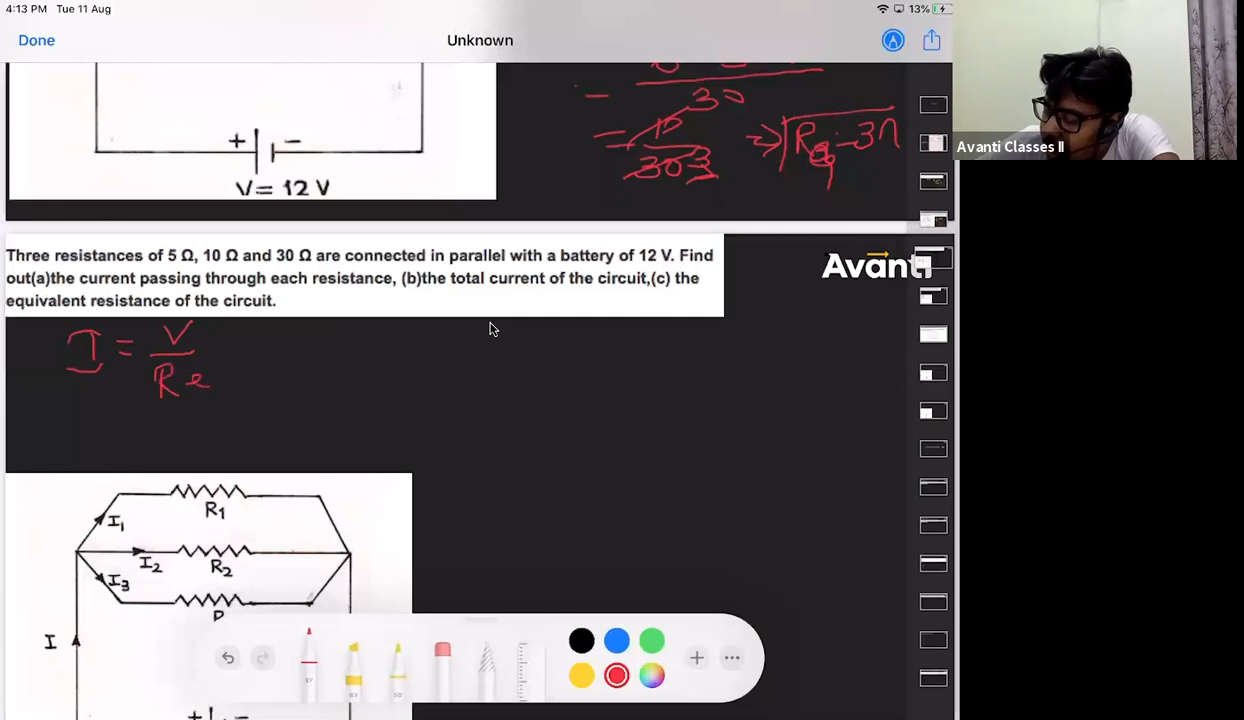 4:13 PM Tue 11 Aug
13%
Done
Unknown
30
Req = 3Ω
+ -
V = 12 V
Avanti Classes II
Three resistances of 5 Ω, 10 Ω and 30 Ω are connected in parallel with a battery of 12 V. Find
out(a)the current passing through each resistance, (b)the total current of the circuit,(c) the
equivalent resistance of the circuit.
Avanti
I = V
Re
R1
I1
I2
R2
I3
I
+ -